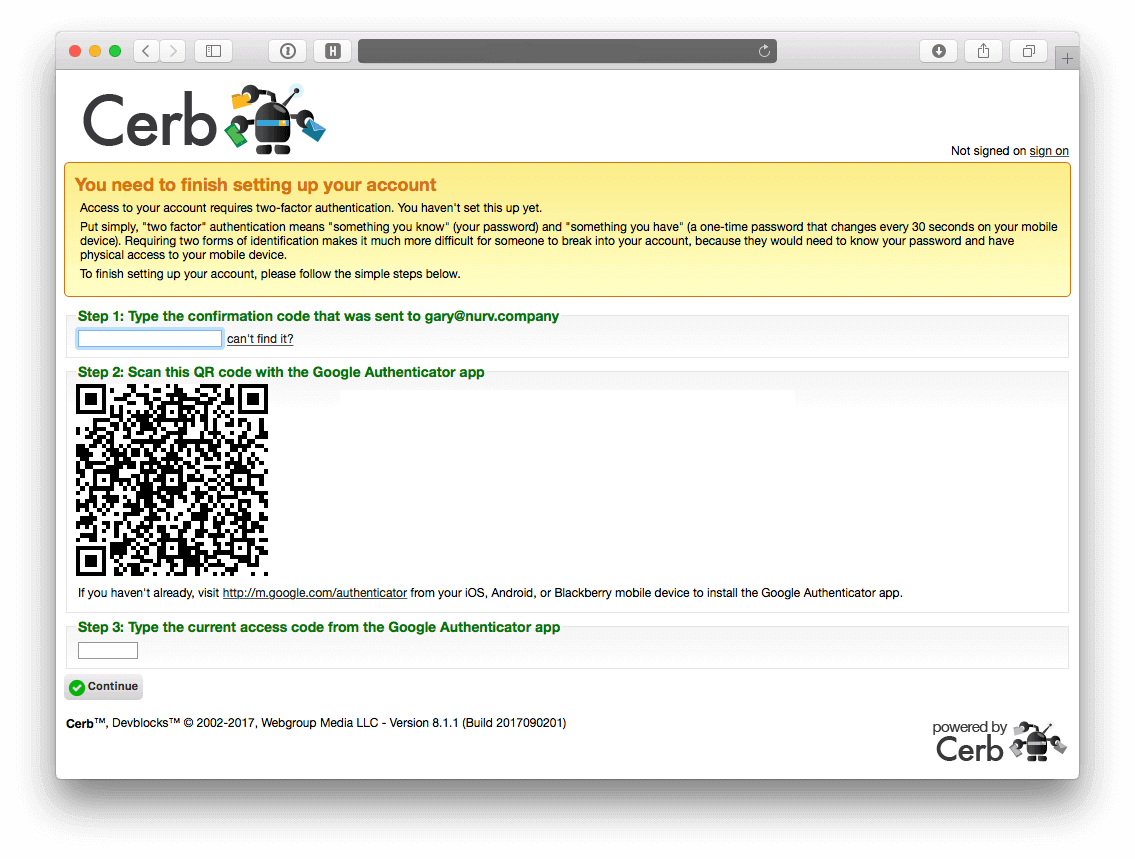 Cerb
Not signed on sign on
You need to finish setting up your account
Access to your account requires two-factor authentication. You haven't set this up yet.
Put simply, "two factor" authentication means "something you know" (your password) and "something you have" (a one-time password that changes every 30 seconds on your mobile
device). Requiring two forms of identification makes it much more difficult for someone to break into your account, because they would need to know your password and have
physical access to your mobile device.
To finish setting up your account, please follow the simple steps below.
Step 1: Type the confirmation code that was sent to gary@nurv.company
can't find it?
Step 2: Scan this QR code with the Google Authenticator app
If you haven't already, visit http://m.google.com/authenticator from your iOS, Android, or Blackberry mobile device to install the Google Authenticator app.
Step 3: Type the current access code from the Google Authenticator app
Continue
Cerb™, Devblocks™ © 2002-2017, Webgroup Media LLC - Version 8.1.1 (Build 2017090201)
powered by
Cerb